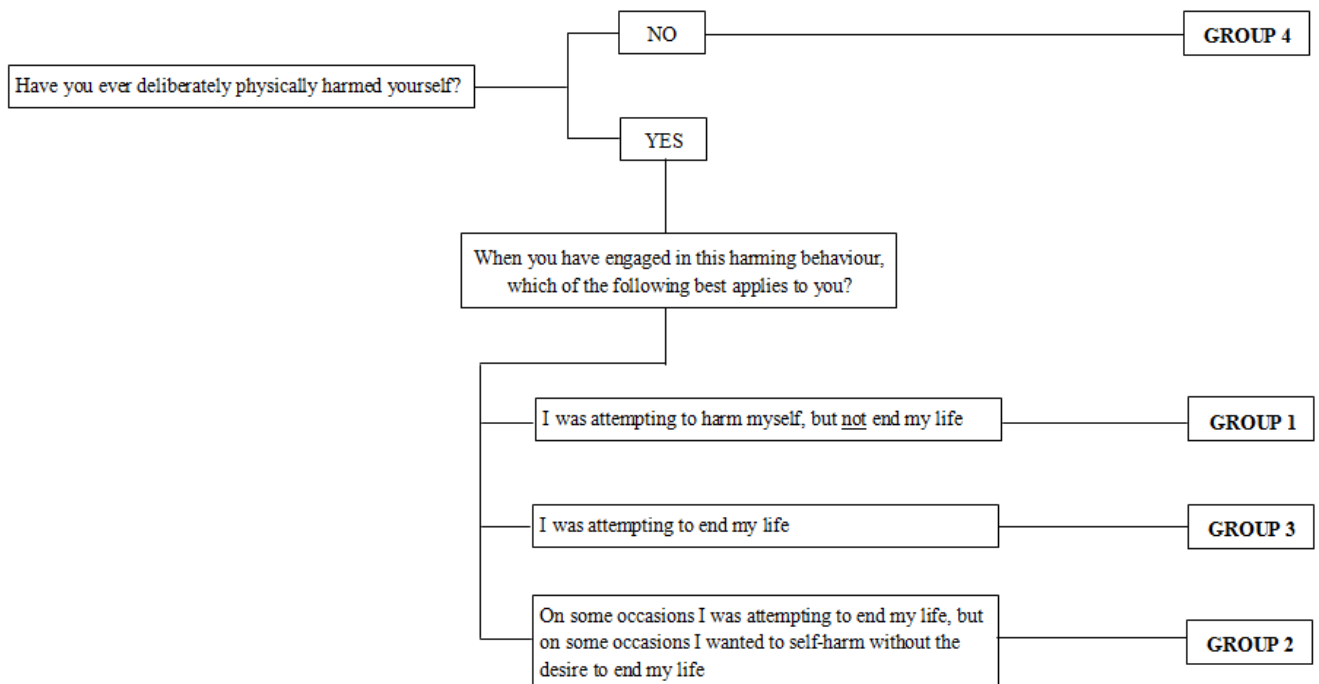 NO
GROUP 4
Have you ever deliberately physically harmed yourself?
YES
When you have engaged in this harming behaviour,
which of the following best applies to you?
I was attempting to harm myself, but not end my life
GROUP 1
I was attempting to end my life
GROUP 3
On some occasions I was attempting to end my life, but
on some occasions I wanted to self-harm without the
desire to end my life
GROUP 2